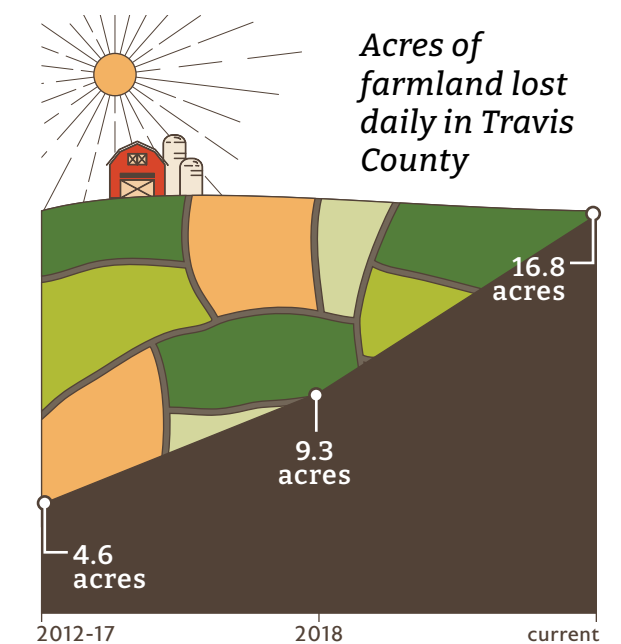 Acres of
farmland lost
daily in Travis
County
16.8
acres
9.3
acres
4.6
acres
2012-17
2018
current